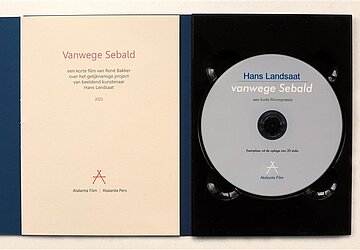 Vanwege Sebald
een korte film van René Bakker
over het gelijknamige project
van beeldend kunstenaar
Hans Landsaat
2021
Atalanta Film | Atalanta Pers
Hans Landsaat
vanwege Sebald
een korte filmimpressie
Exemplaar uit de oplage van 25 stuks
Atalanta Film